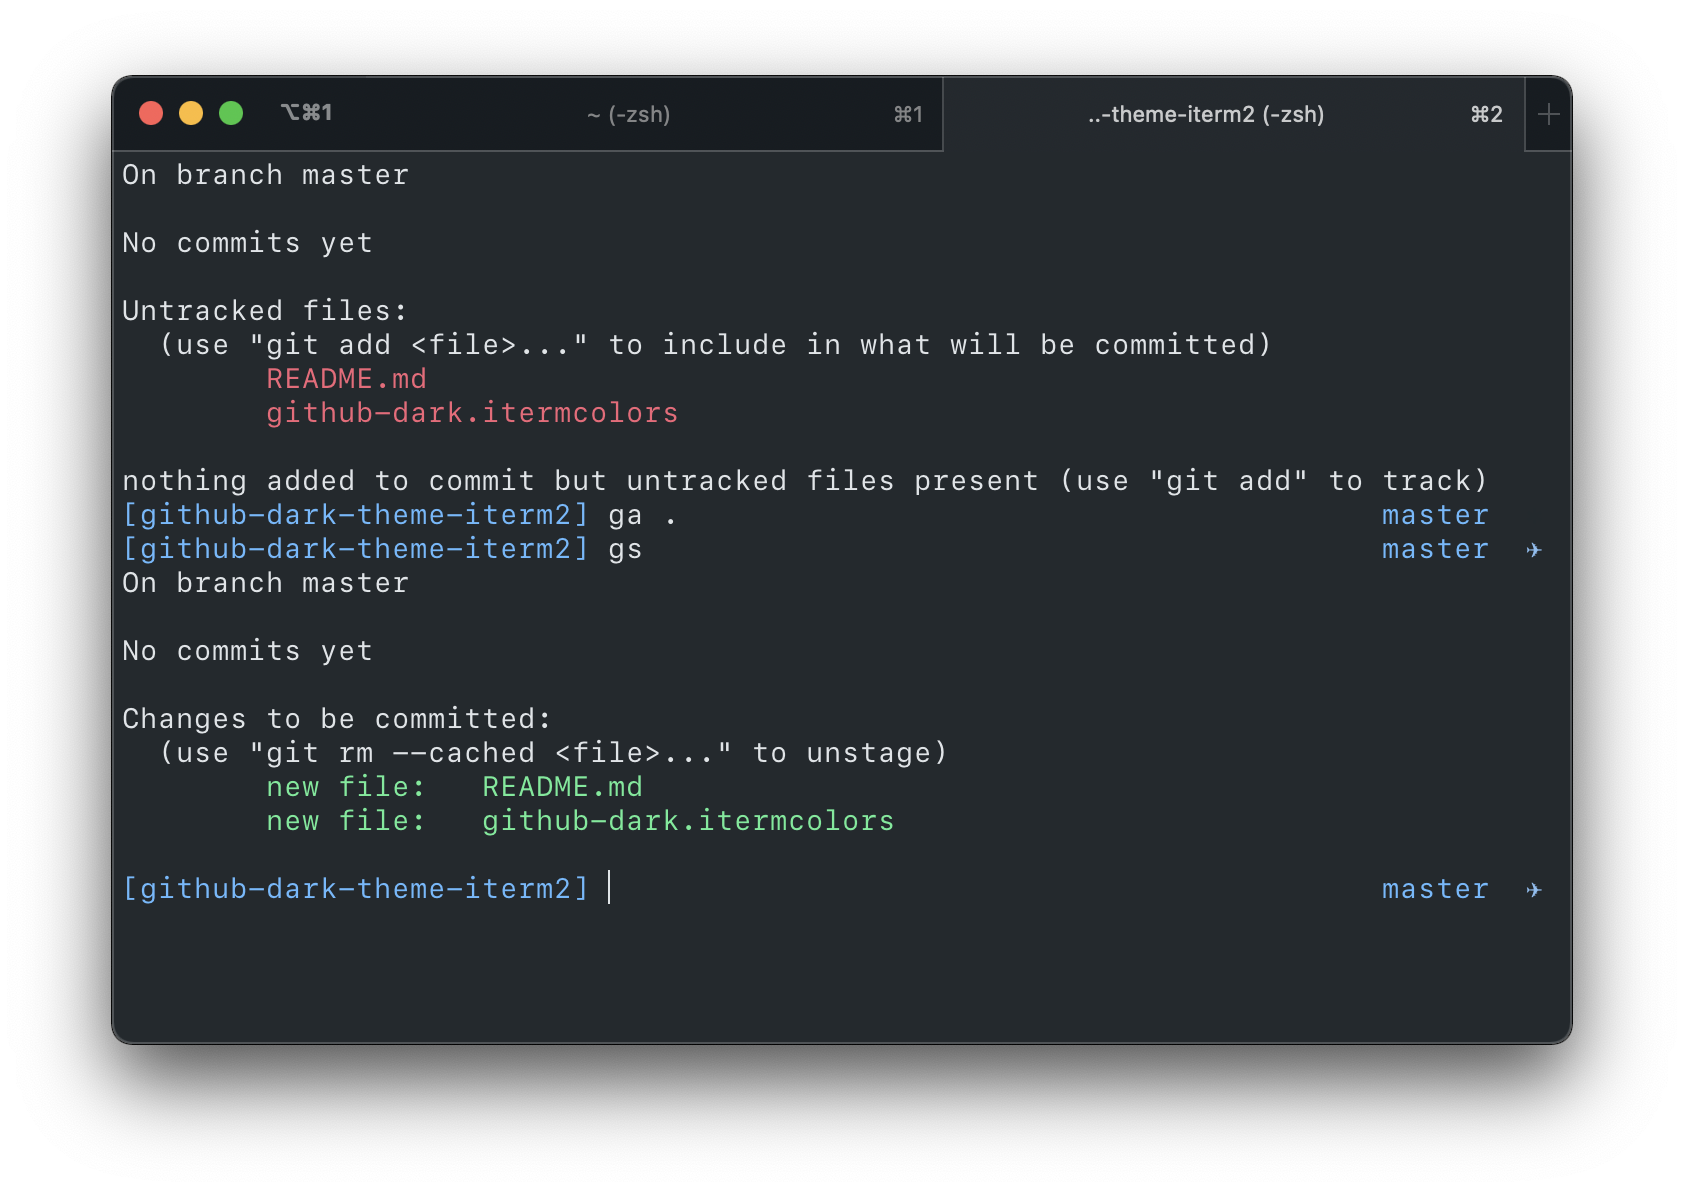 ⌥⌘1 ~ (-zsh) ⌘1 ..-theme-iterm2 (-zsh) ⌘2 +
On branch master
No commits yet
Untracked files:
(use "git add <file>..." to include in what will be committed)
README.md
github-dark.itermcolors
nothing added to commit but untracked files present (use "git add" to track)
[github-dark-theme-iterm2] ga . master
[github-dark-theme-iterm2] gs master ✈
On branch master
No commits yet
Changes to be committed:
(use "git rm --cached <file>..." to unstage)
new file: README.md
new file: github-dark.itermcolors
[github-dark-theme-iterm2] master ✈